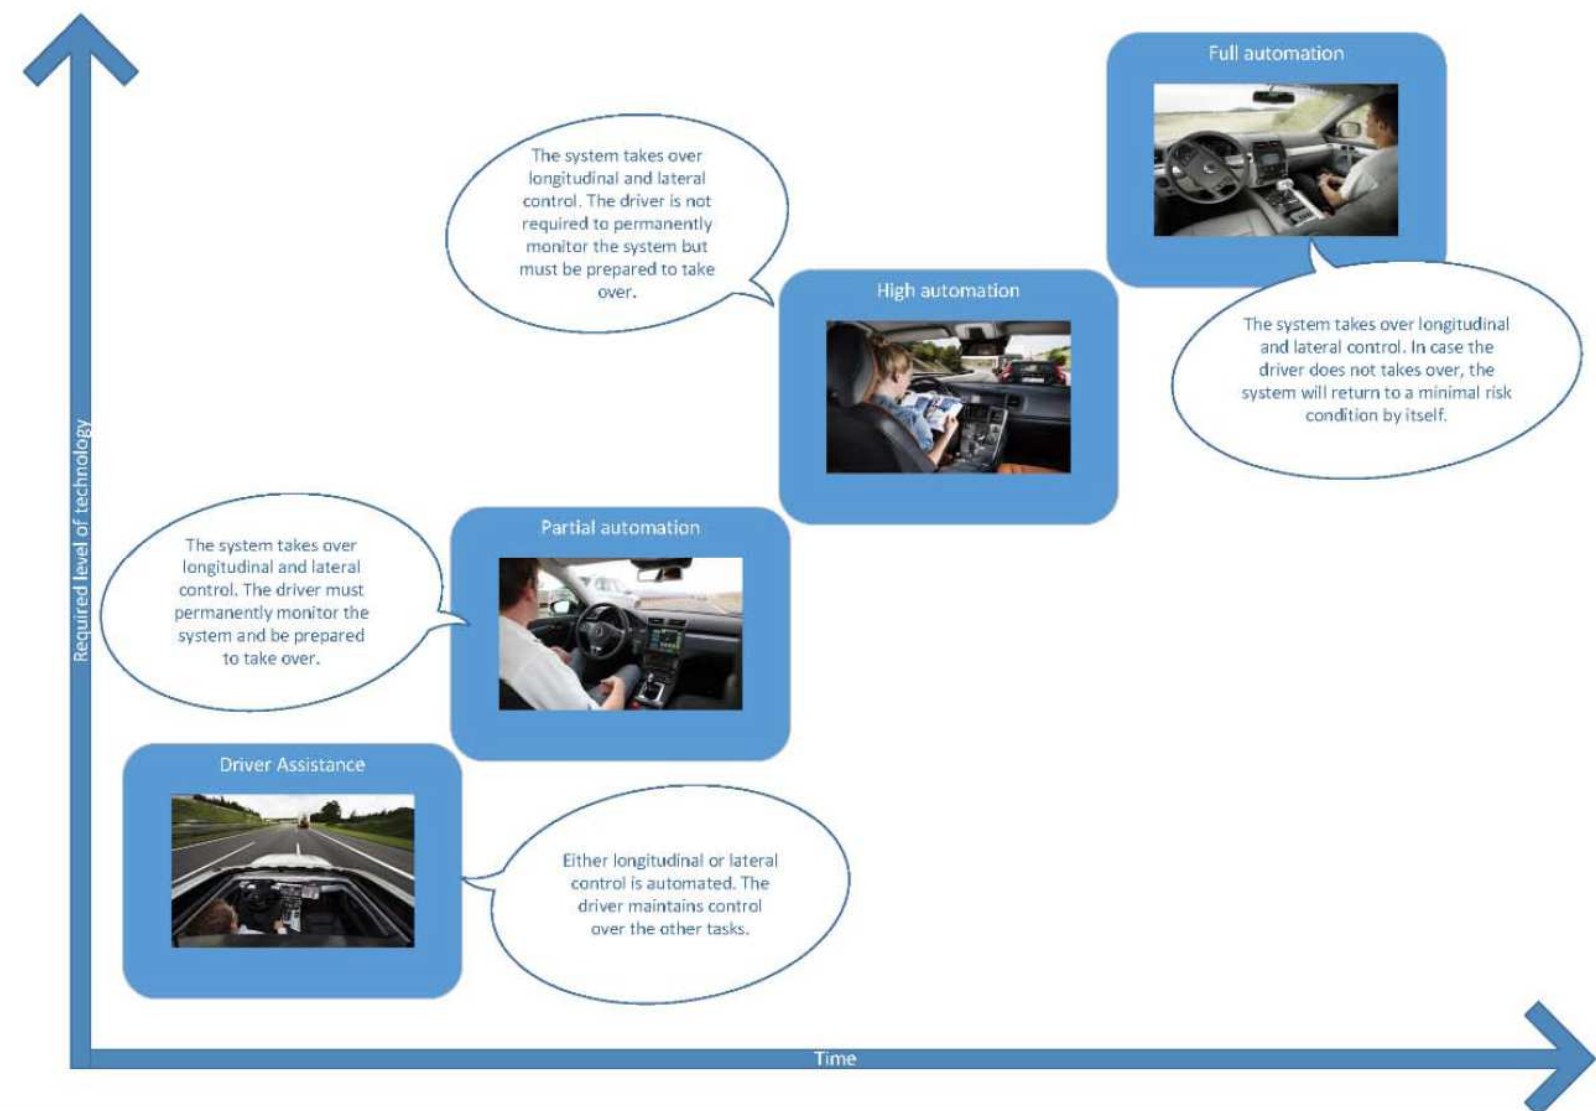 Full automation
The system takes over
longitudinal and lateral
control. The driver is not
required to permanently
monitor the system but
must be prepared to take
over.
High automation
The system takes over longitudinal
and lateral control. In case the
driver does not takes over, the
system will return to a minimal risk
condition by itself.
Required level of technology
Partial automation
The system takes over
longitudinal and lateral
control. The driver must
permanently monitor the
system and be prepared
to take over.
Driver Assistance
Either longitudinal or lateral
control is automated. The
driver maintains control
over the other tasks.
Time